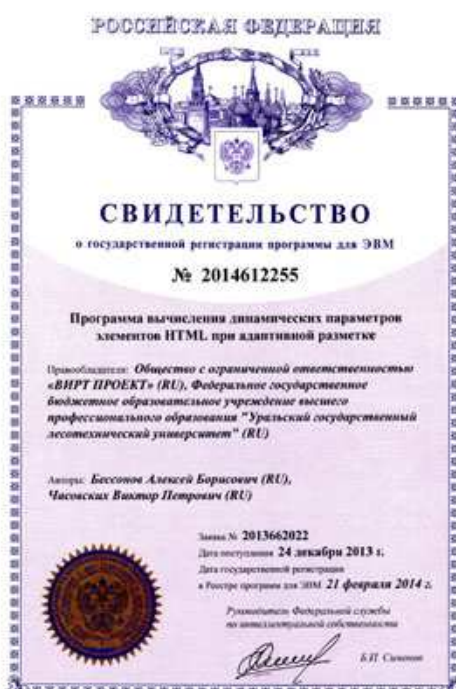 РОССИЙСКАЯ ФЕДЕРАЦИЯ
СВИДЕТЕЛЬСТВО
о государственной регистрации программы для ЭВМ
№ 2014612255
Программа вычисления динамических параметров
элементов HTML при адаптивной разметке
Правообладатели: Общество с ограниченной ответственностью
«ВИРТ ПРОЕКТ» (RU), Федеральное государственное
бюджетное образовательное учреждение высшего
профессионального образования "Уральский государственный
лесотехнический университет" (RU)
Авторы: Бессонов Алексей Борисович (RU),
Часовских Виктор Петрович (RU)
Заявка № 2013662022
Дата поступления 24 декабря 2013 г.
Дата государственной регистрации
в Реестре программ для ЭВМ 21 февраля 2014 г.
Руководитель Федеральной службы
по интеллектуальной собственности
Б.П. Симонов